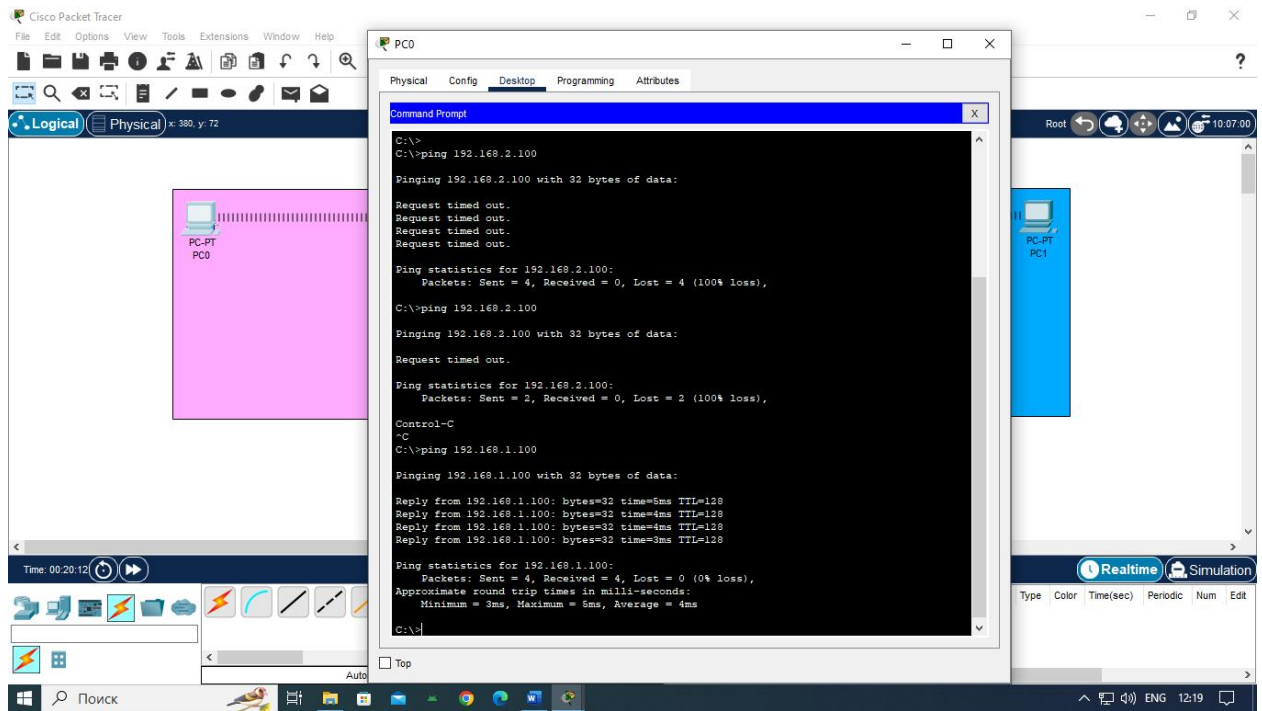 Cisco Packet Tracer
File Edit Options View Tools Extensions Window Help
?
Logical Physical x: 380, y: 72
Root 10:07:00
PC-PT
PC0
PC-PT
PC1
PC0
Physical Config Desktop Programming Attributes
Command Prompt X
C:\>
C:\>ping 192.168.2.100
Pinging 192.168.2.100 with 32 bytes of data:
Request timed out.
Request timed out.
Request timed out.
Request timed out.
Ping statistics for 192.168.2.100:
Packets: Sent = 4, Received = 0, Lost = 4 (100% loss),
C:\>ping 192.168.2.100
Pinging 192.168.2.100 with 32 bytes of data:
Request timed out.
Ping statistics for 192.168.2.100:
Packets: Sent = 2, Received = 0, Lost = 2 (100% loss),
Control-C
^C
C:\>ping 192.168.1.100
Pinging 192.168.1.100 with 32 bytes of data:
Reply from 192.168.1.100: bytes=32 time=5ms TTL=128
Reply from 192.168.1.100: bytes=32 time=4ms TTL=128
Reply from 192.168.1.100: bytes=32 time=4ms TTL=128
Reply from 192.168.1.100: bytes=32 time=3ms TTL=128
Ping statistics for 192.168.1.100:
Packets: Sent = 4, Received = 4, Lost = 0 (0% loss),
Approximate round trip times in milli-seconds:
Minimum = 3ms, Maximum = 5ms, Average = 4ms
C:\>
Top
Time: 00:20:12
Realtime Simulation
Type Color Time(sec) Periodic Num Edit
Auto
Поиск
ENG 12:19